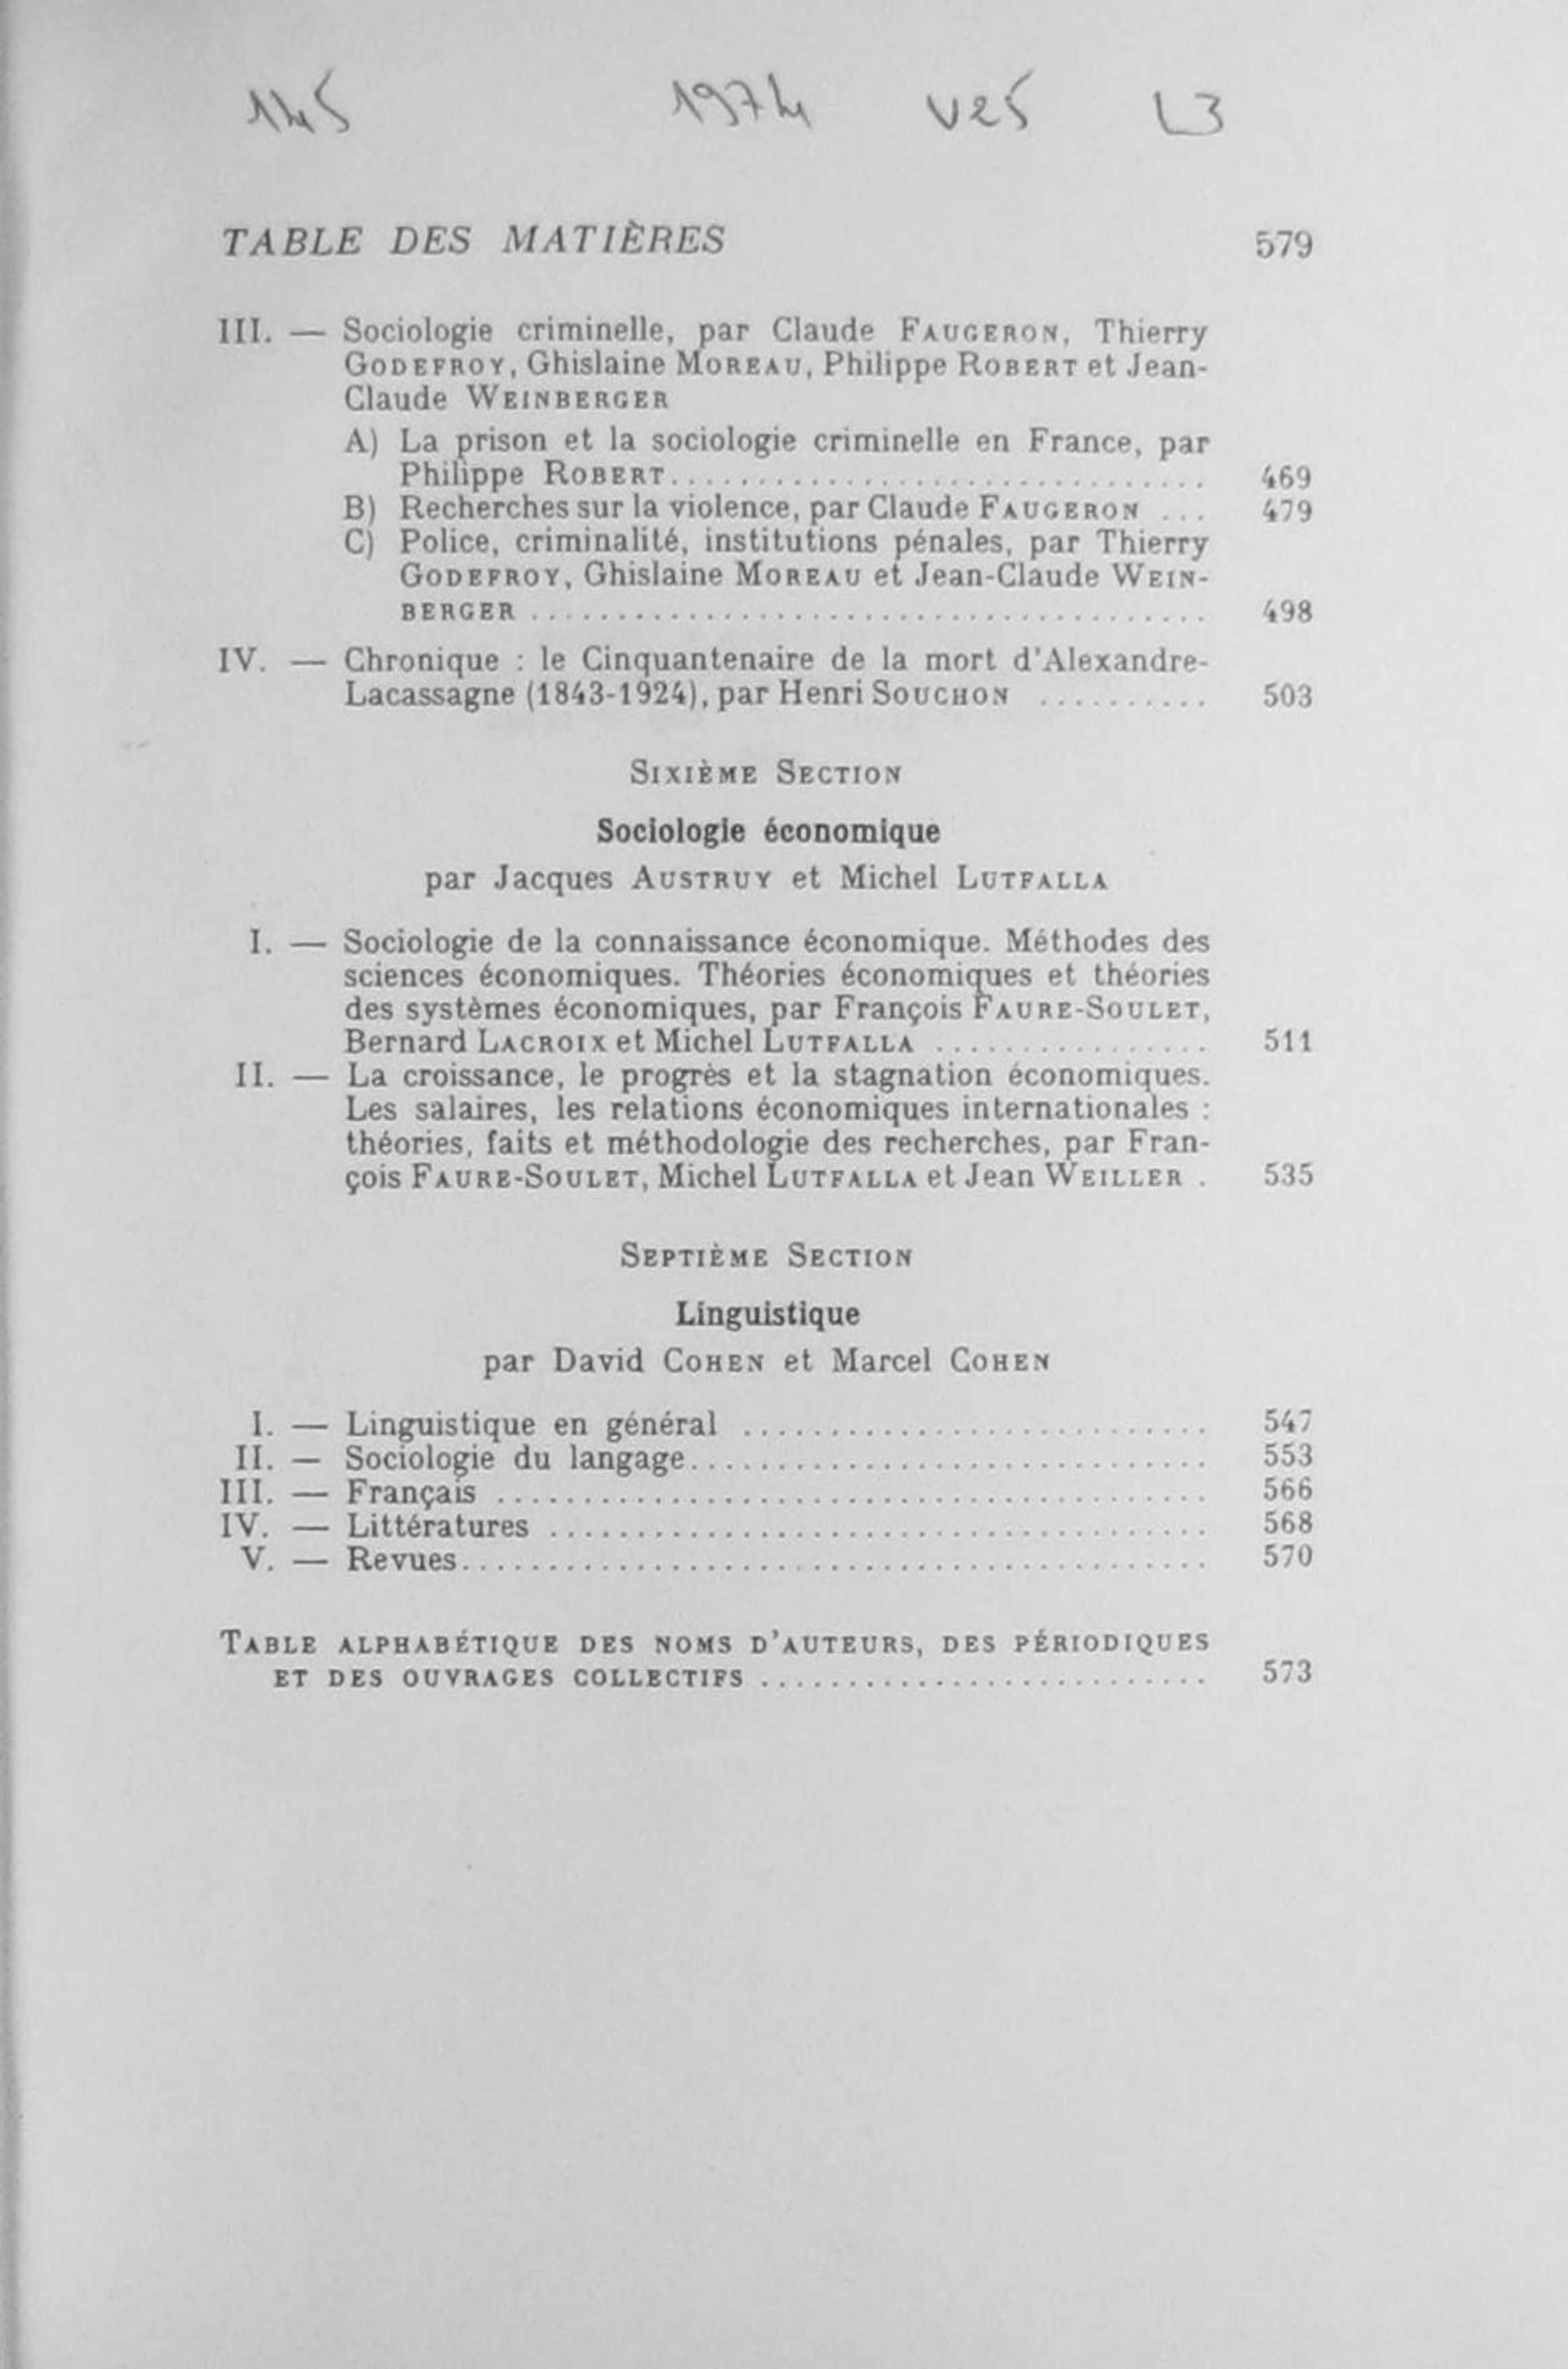 145 1974 V25 L3
TABLE DES MATIÈRES 579
III. — Sociologie criminelle, par Claude FAUGERON, Thierry
GODEFROY, Ghislaine MOREAU, Philippe ROBERT et Jean-
Claude WEINBERGER
A) La prison et la sociologie criminelle en France, par
Philippe ROBERT................................ 469
B) Recherches sur la violence, par Claude FAUGERON ... 479
C) Police, criminalité, institutions pénales, par Thierry
GODEFROY, Ghislaine MOREAU et Jean-Claude WEIN-
BERGER ........................................ 498
IV. — Chronique : le Cinquantenaire de la mort d'Alexandre-
Lacassagne (1843-1924), par Henri SOUCHON .......... 503
SIXIÈME SECTION
Sociologie économique
par Jacques AUSTRUY et Michel LUTFALLA
I. — Sociologie de la connaissance économique. Méthodes des
sciences économiques. Théories économiques et théories
des systèmes économiques, par François FAURE-SOULET,
Bernard LACROIX et Michel LUTFALLA ................ 511
II. — La croissance, le progrès et la stagnation économiques.
Les salaires, les relations économiques internationales :
théories, faits et méthodologie des recherches, par Fran-
çois FAURE-SOULET, Michel LUTFALLA et Jean WEILLER . 535
SEPTIÈME SECTION
Linguistique
par David COHEN et Marcel COHEN
I. — Linguistique en général ........................... 547
II. — Sociologie du langage.............................. 553
III. — Français ......................................... 566
IV. — Littératures ...................................... 568
V. — Revues............................................ 570
TABLE ALPHABÉTIQUE DES NOMS D'AUTEURS, DES PÉRIODIQUES
ET DES OUVRAGES COLLECTIFS .......................... 573